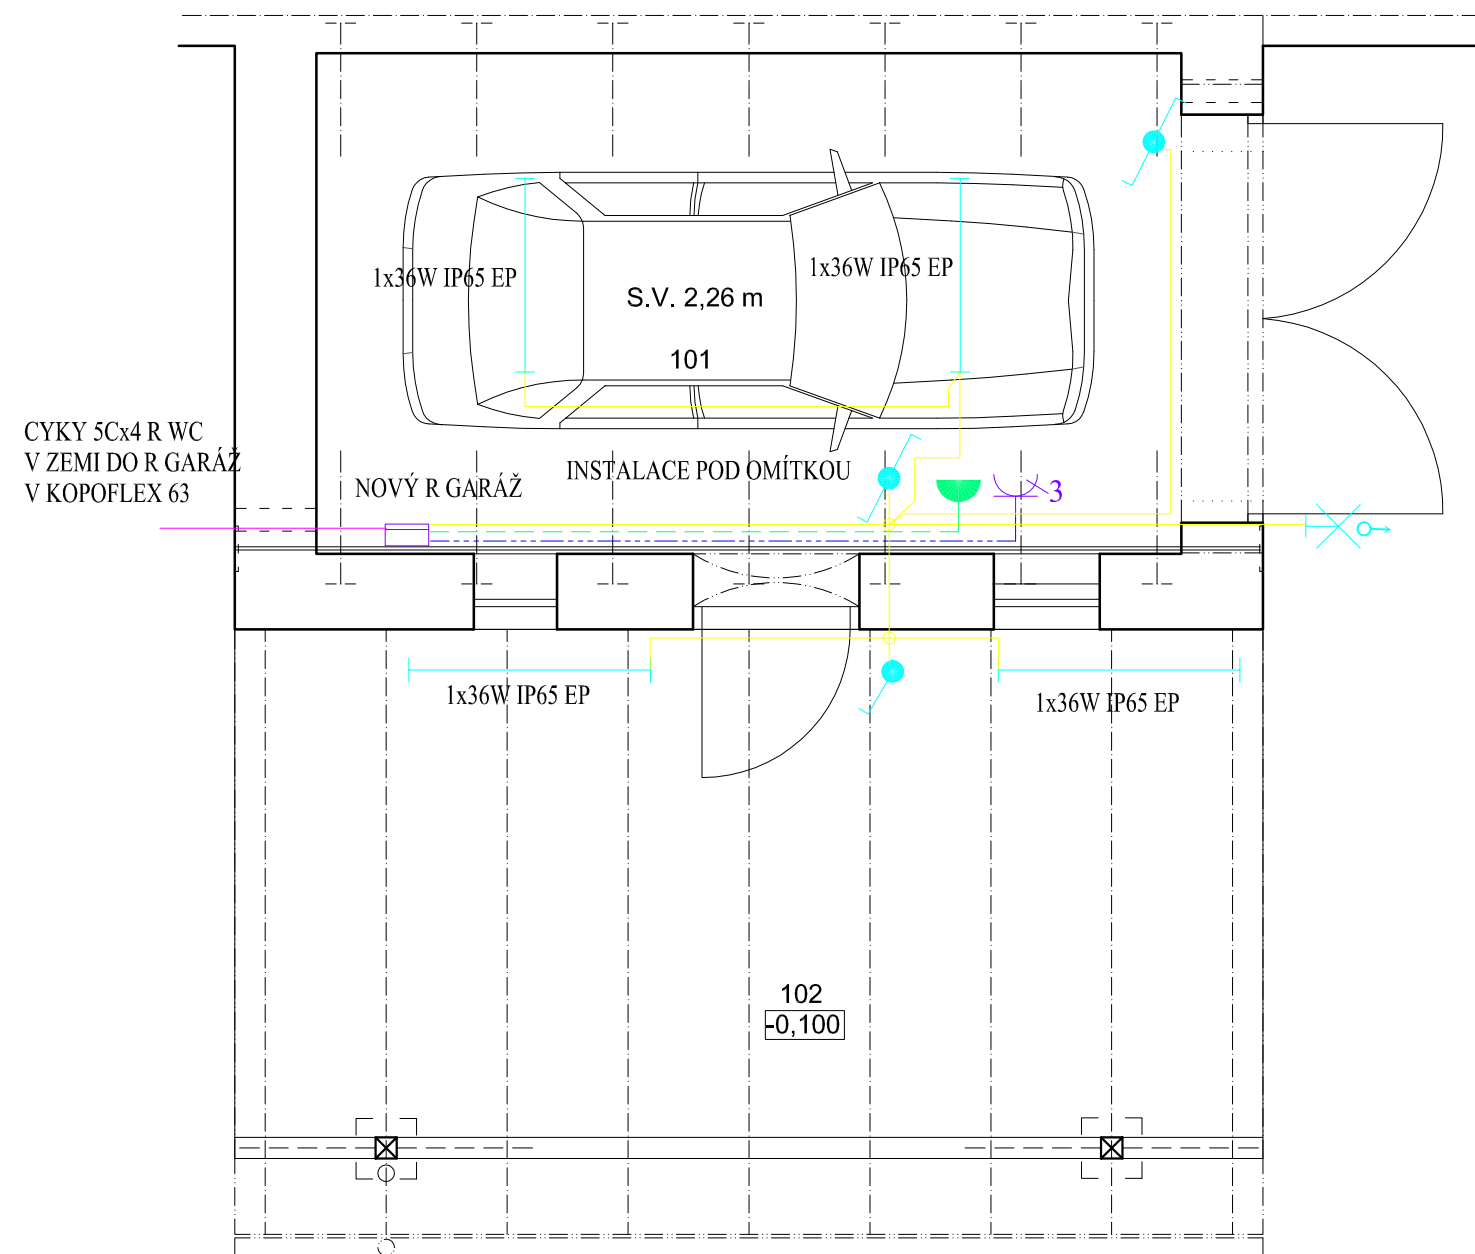 1x36W IP65 EP
1x36W IP65 EP
S.V. 2,26 m
101
CYKY 5Cx4 R WC
V ZEMI DO R GARÁŽ
V KOPOFLEX 63
NOVÝ R GARÁŽ
INSTALACE POD OMÍTKOU
3
1x36W IP65 EP
1x36W IP65 EP
102
-0,100